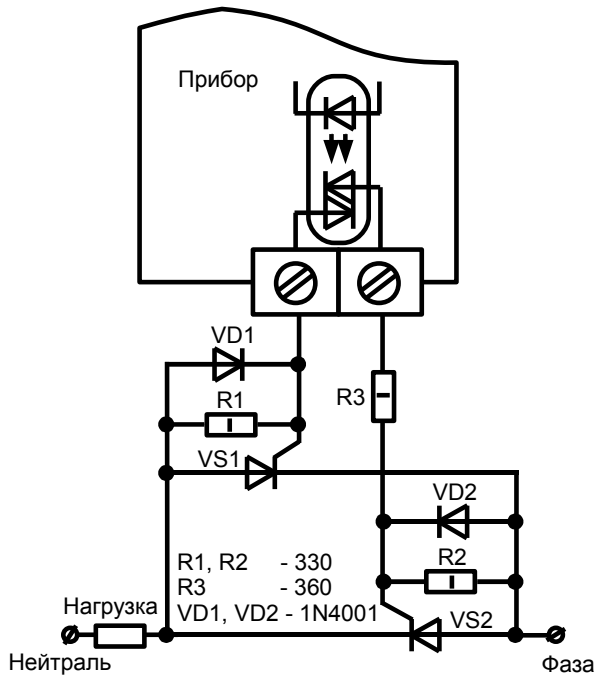 Прибор
VD1
R1
R3
VS1
VD2
R2
R1, R2 - 330
R3 - 360
VD1, VD2 - 1N4001
VS2
Нагрузка
Нейтраль
Фаза